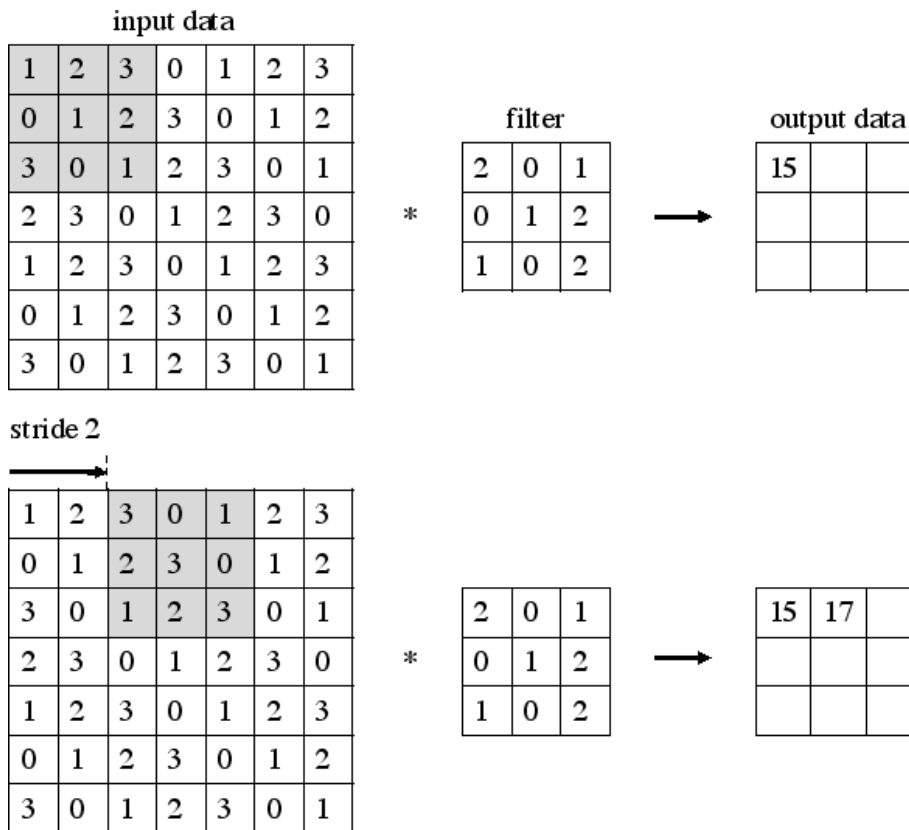 input data
1 2 3 0 1 2 3
0 1 2 3 0 1 2
3 0 1 2 3 0 1
2 3 0 1 2 3 0
1 2 3 0 1 2 3
0 1 2 3 0 1 2
3 0 1 2 3 0 1
*
filter
2 0 1
0 1 2
1 0 2
output data
15
stride 2
1 2 3 0 1 2 3
0 1 2 3 0 1 2
3 0 1 2 3 0 1
2 3 0 1 2 3 0
1 2 3 0 1 2 3
0 1 2 3 0 1 2
3 0 1 2 3 0 1
*
2 0 1
0 1 2
1 0 2
15 17